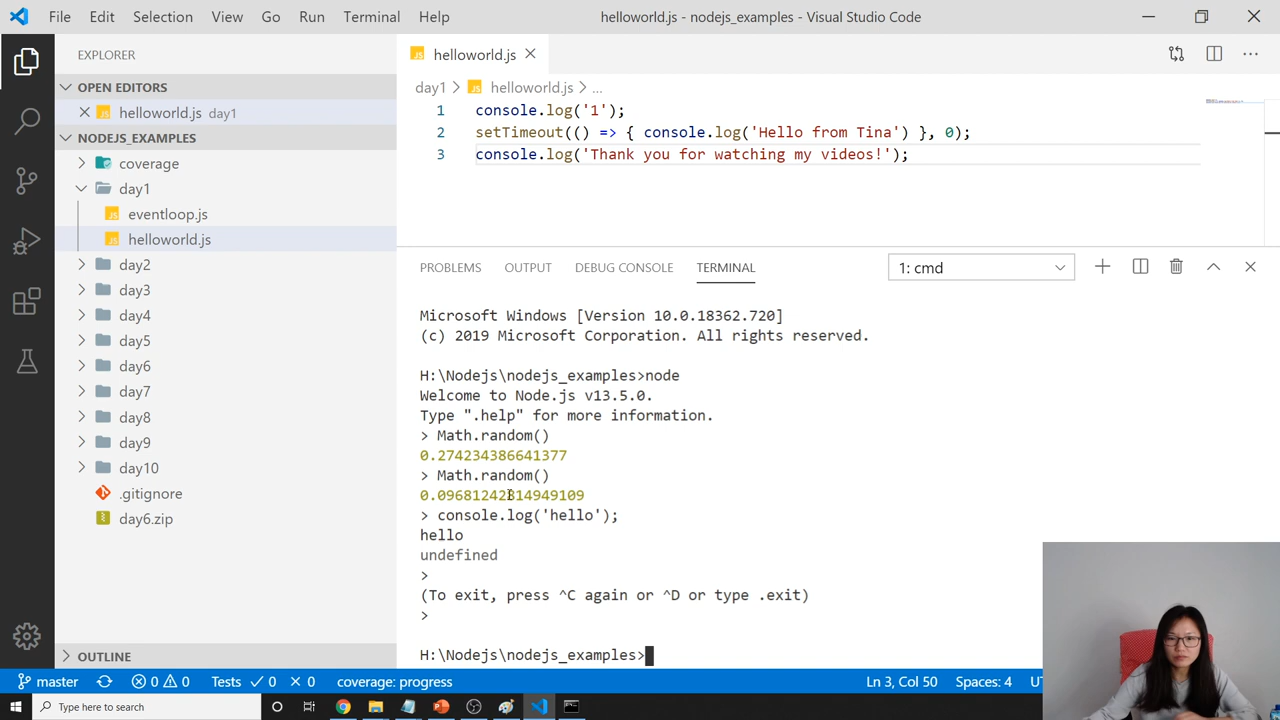 File Edit Selection View Go Run Terminal Help helloworld.js - nodejs_examples - Visual Studio Code
EXPLORER
OPEN EDITORS
helloworld.js day1
NODEJS_EXAMPLES
coverage
day1
eventloop.js
helloworld.js
day2
day3
day4
day5
day6
day7
day8
day9
day10
.gitignore
day6.zip
OUTLINE
helloworld.js
day1 > helloworld.js > ...
1 console.log('1');
2 setTimeout(() => { console.log('Hello from Tina') }, 0);
3 console.log('Thank you for watching my videos!');
PROBLEMS OUTPUT DEBUG CONSOLE TERMINAL 1: cmd
Microsoft Windows [Version 10.0.18362.720]
(c) 2019 Microsoft Corporation. All rights reserved.
H:\Nodejs\nodejs_examples>node
Welcome to Node.js v13.5.0.
Type ".help" for more information.
> Math.random()
0.274234386641377
> Math.random()
0.09681242814949109
> console.log('hello');
hello
undefined
>
(To exit, press ^C again or ^D or type .exit)
>
H:\Nodejs\nodejs_examples>
master 0 0 Tests 0 0 coverage: progress Ln 3, Col 50 Spaces: 4
Type here to search